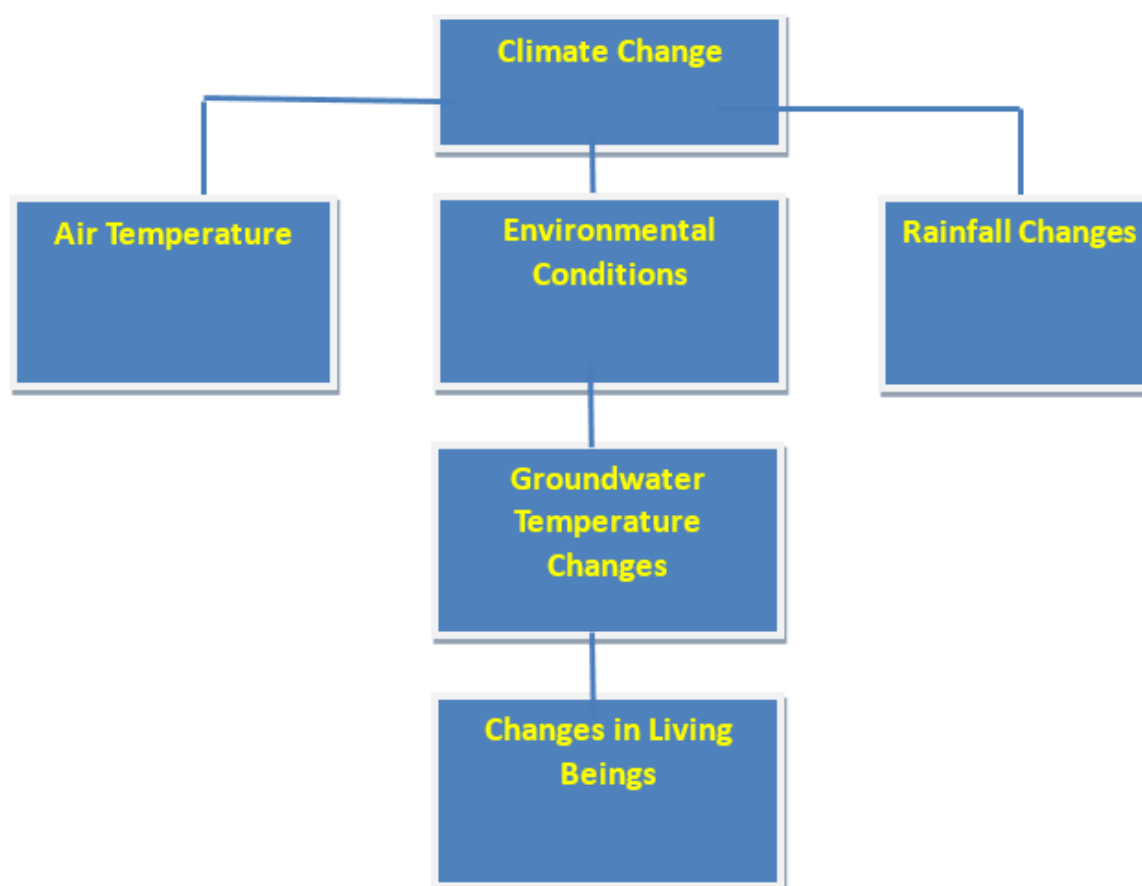 Climate Change
Air Temperature
Environmental
Conditions
Rainfall Changes
Groundwater
Temperature
Changes
Changes in Living
Beings